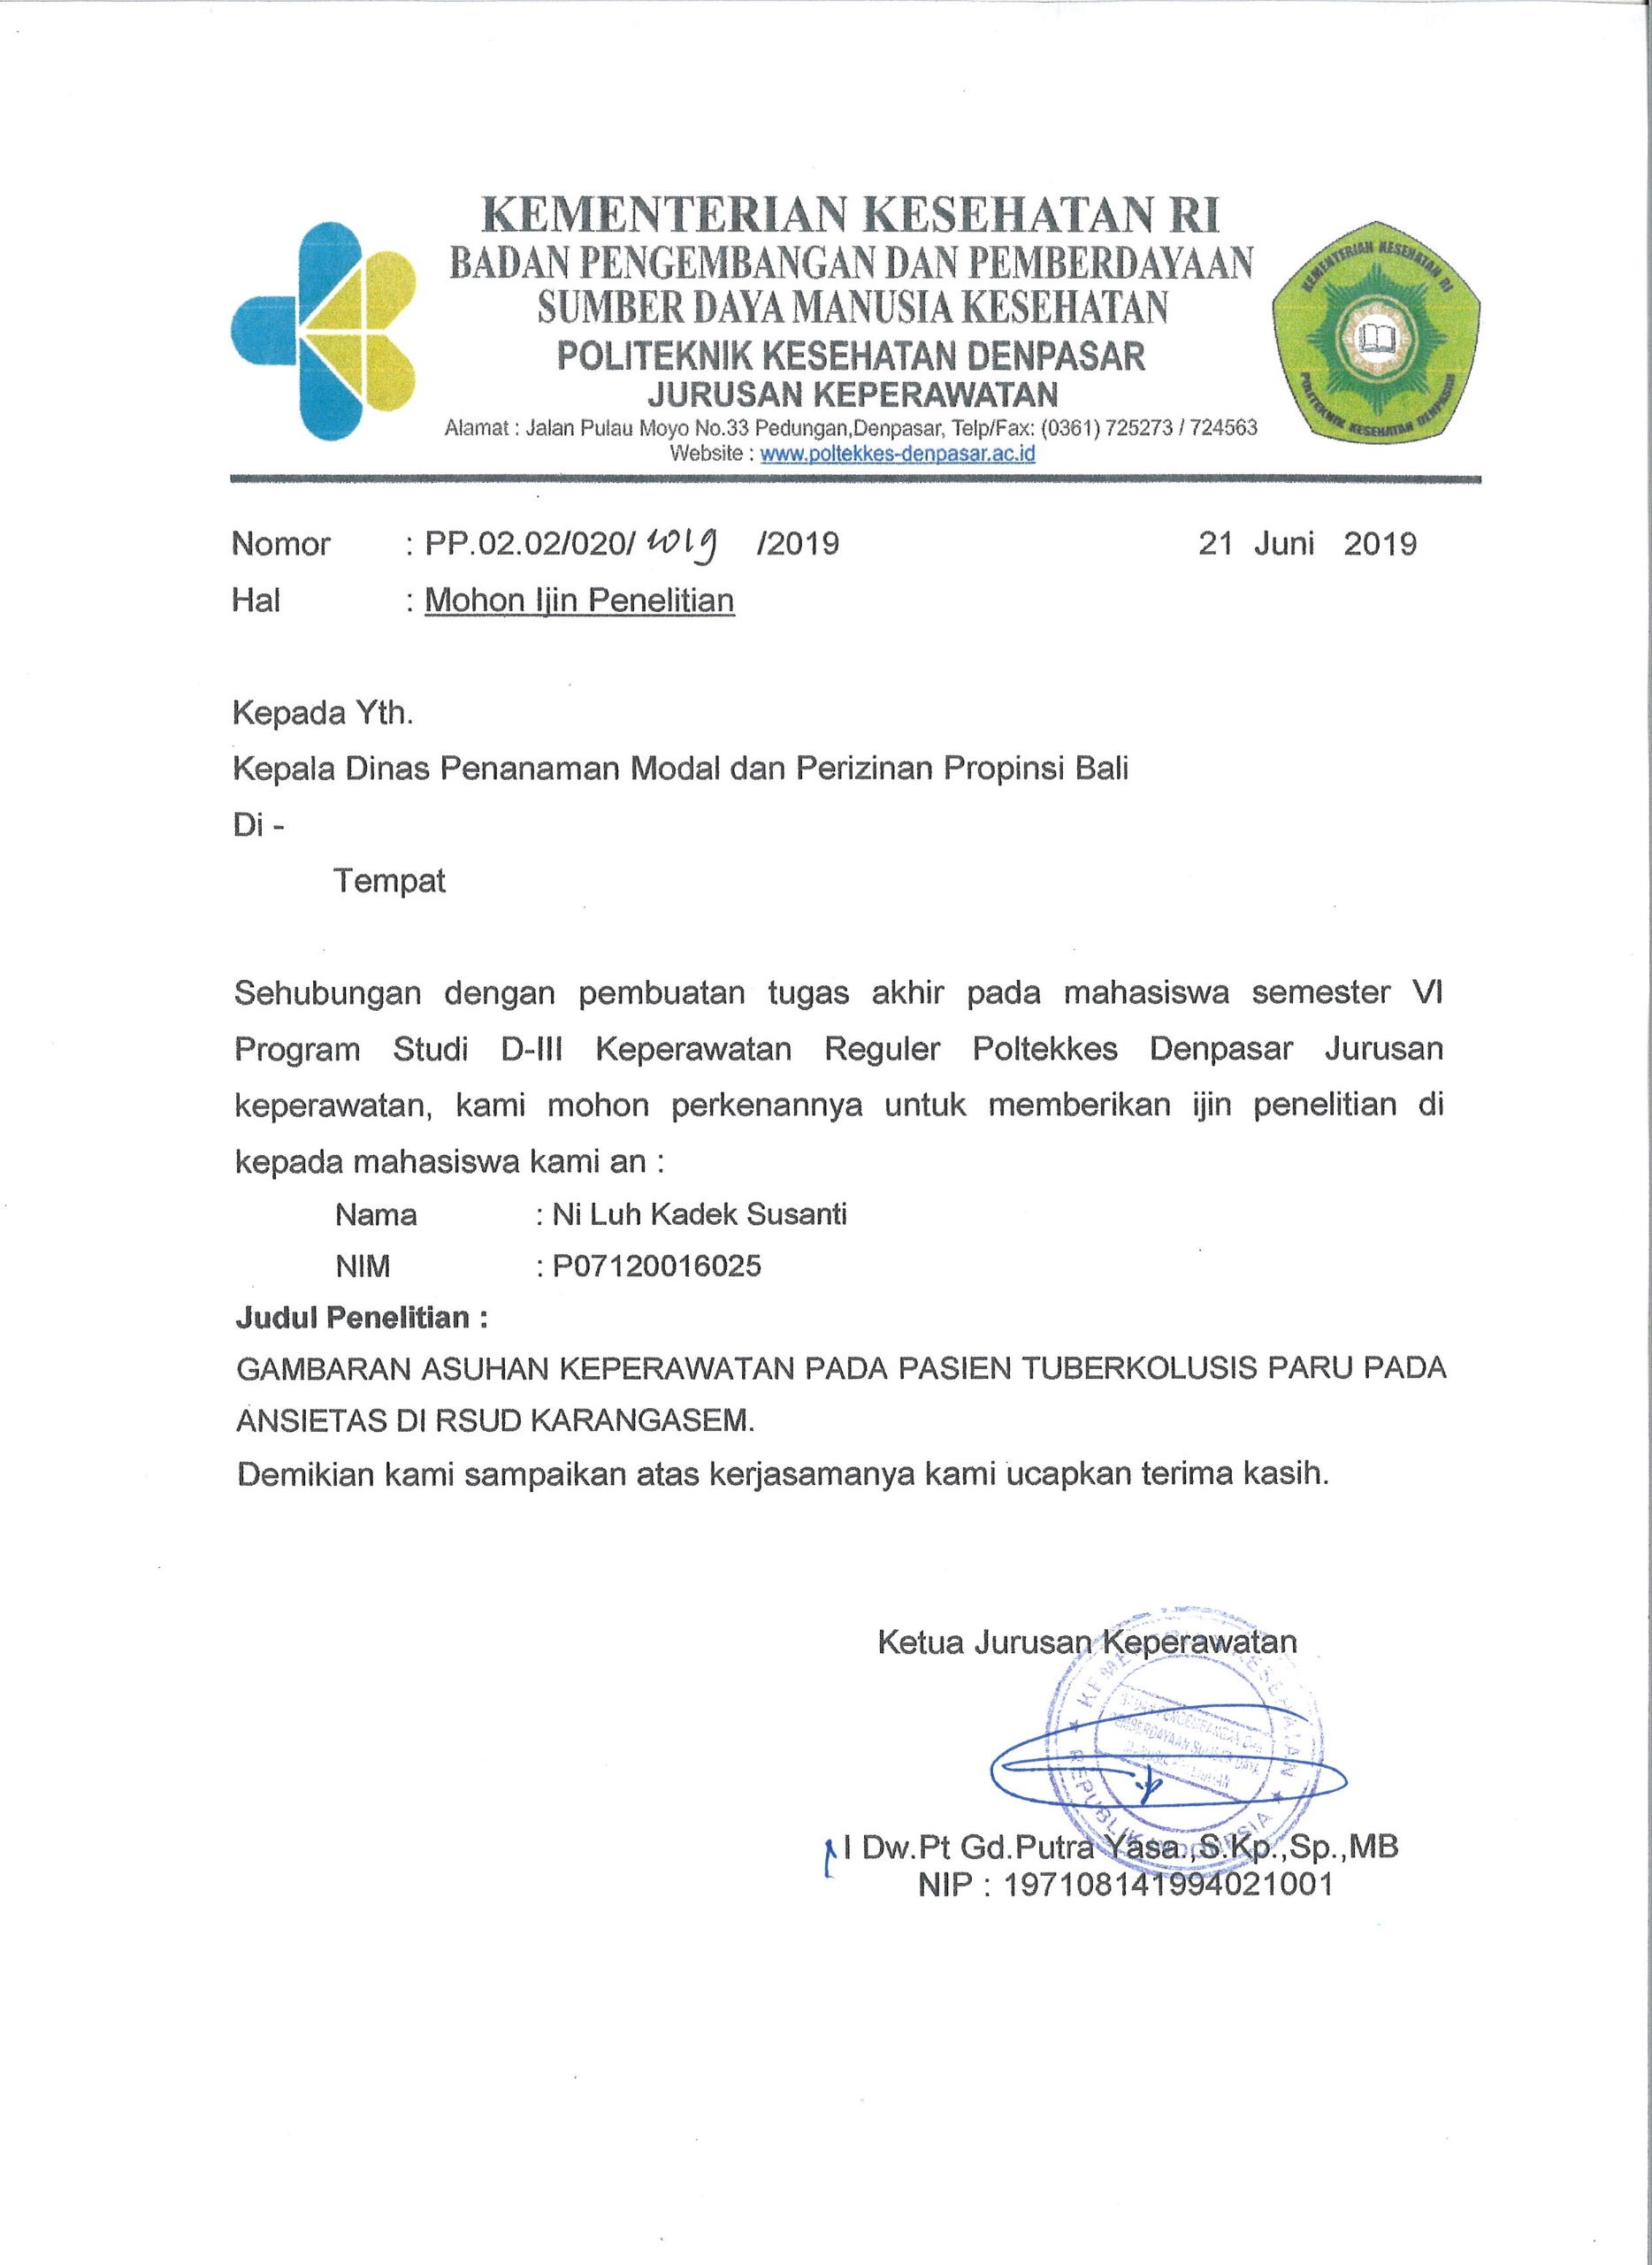 KEMENTERIAN KESEHATAN RI
BADAN PENGEMBANGAN DAN PEMBERDAYAAN
SUMBER DAYA MANUSIA KESEHATAN
POLITEKNIK KESEHATAN DENPASAR
JURUSAN KEPERAWATAN
Alamat : Jalan Pulau Moyo No.33 Pedungan,Denpasar, Telp/Fax: (0361) 725273 / 724563
Website : www.poltekkes-denpasar.ac.id
KEMENTERIAN KESEHATAN RI
POLITEKNIK KESEHATAN DENPASAR
Nomor : PP.02.02/020/ /2019 21 Juni 2019
Hal : Mohon Ijin Penelitian
Kepada Yth.
Kepala Dinas Penanaman Modal dan Perizinan Propinsi Bali
Di -
Tempat
Sehubungan dengan pembuatan tugas akhir pada mahasiswa semester VI
Program Studi D-III Keperawatan Reguler Poltekkes Denpasar Jurusan
keperawatan, kami mohon perkenannya untuk memberikan ijin penelitian di
kepada mahasiswa kami an :
Nama : Ni Luh Kadek Susanti
NIM : P07120016025
Judul Penelitian :
GAMBARAN ASUHAN KEPERAWATAN PADA PASIEN TUBERKOLUSIS PARU PADA
ANSIETAS DI RSUD KARANGASEM.
Demikian kami sampaikan atas kerjasamanya kami ucapkan terima kasih.
Ketua Jurusan Keperawatan
KEMENTERIAN KESEHATAN
REPUBLIK INDONESIA
I Dw.Pt Gd.Putra Yasa.,S.Kp.,Sp.,MB
NIP : 197108141994021001